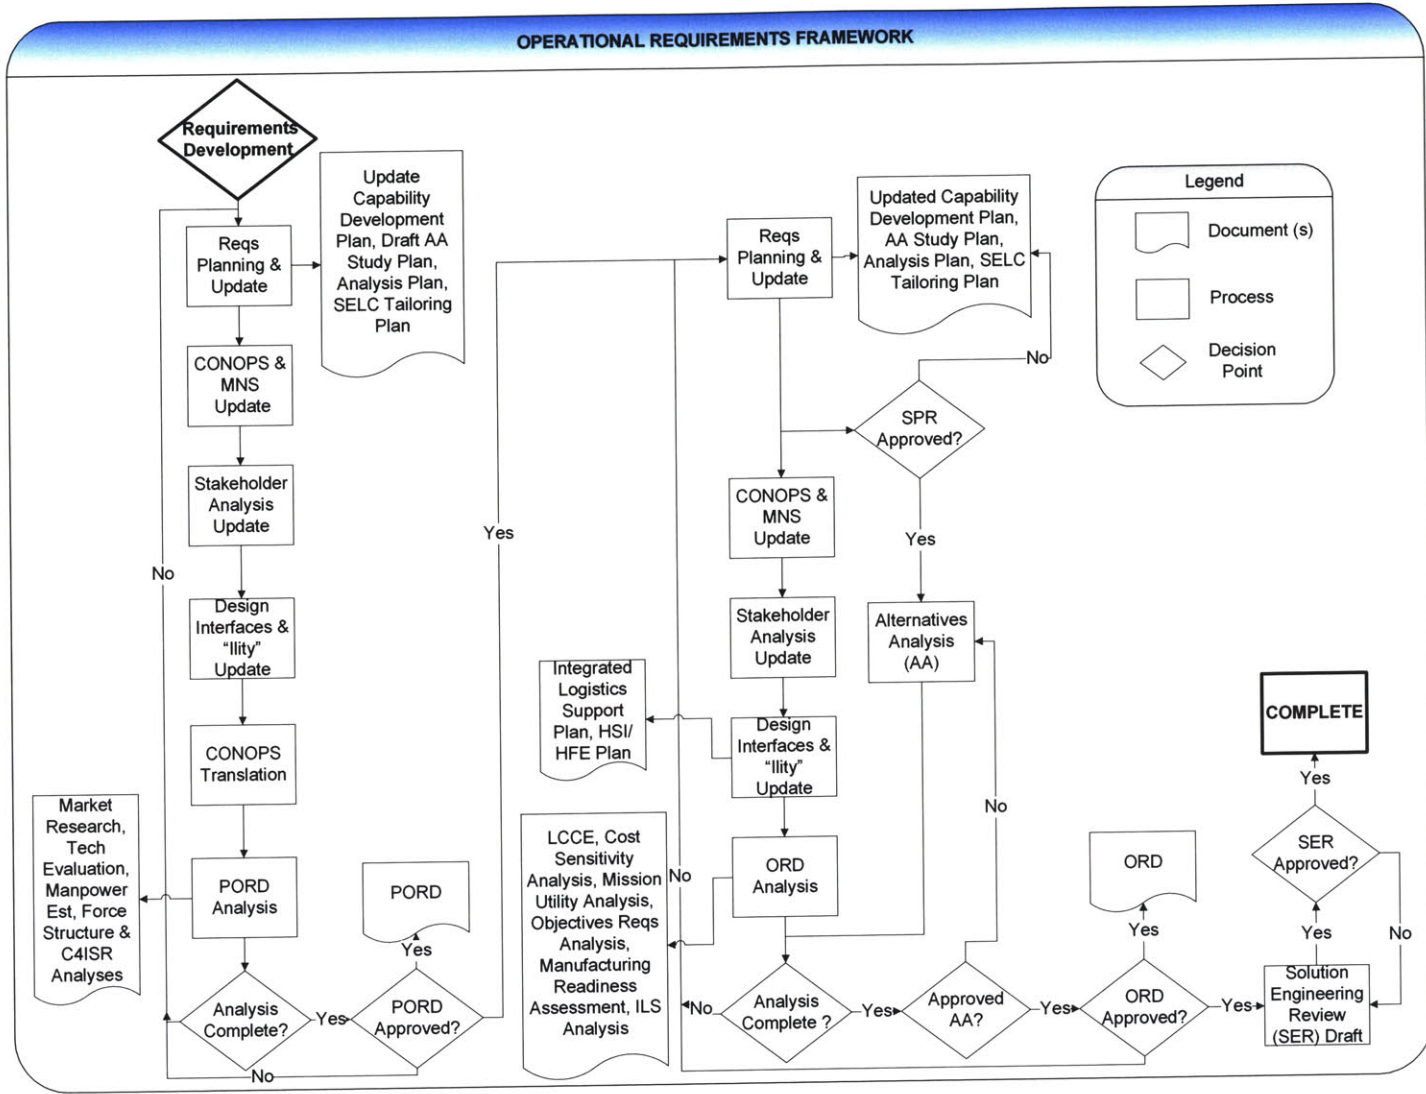 OPERATIONAL REQUIREMENTS FRAMEWORK
Requirements
Development
Update
Capability
Development
Plan, Draft AA
Study Plan,
Analysis Plan,
SELC Tailoring
Plan
Reqs
Planning &
Update
CONOPS &
MNS
Update
Stakeholder
Analysis
Update
No
Design
Interfaces &
“Ility”
Update
CONOPS
Translation
Market
Research,
Tech
Evaluation,
Manpower
Est, Force
Structure &
C4ISR
Analyses
PORD
Analysis
PORD
Yes
Analysis
Complete?
Yes
PORD
Approved?
No
Yes
Reqs
Planning &
Update
Updated Capability
Development Plan,
AA Study Plan,
Analysis Plan, SELC
Tailoring Plan
No
SPR
Approved?
Yes
CONOPS &
MNS
Update
Stakeholder
Analysis
Update
Alternatives
Analysis
(AA)
Integrated
Logistics
Support
Plan, HSI/
HFE Plan
Design
Interfaces &
“Ility”
Update
No
LCCE, Cost
Sensitivity
Analysis, Mission
Utility Analysis,
Objectives Reqs
Analysis,
Manufacturing
Readiness
Assessment, ILS
Analysis
No
ORD
Analysis
No
Analysis
Complete ?
Yes
Approved
AA?
Yes
ORD
Approved?
Yes
ORD
Yes
Solution
Engineering
Review
(SER) Draft
Yes
SER
Approved?
No
Yes
COMPLETE
Legend
Document (s)
Process
Decision
Point